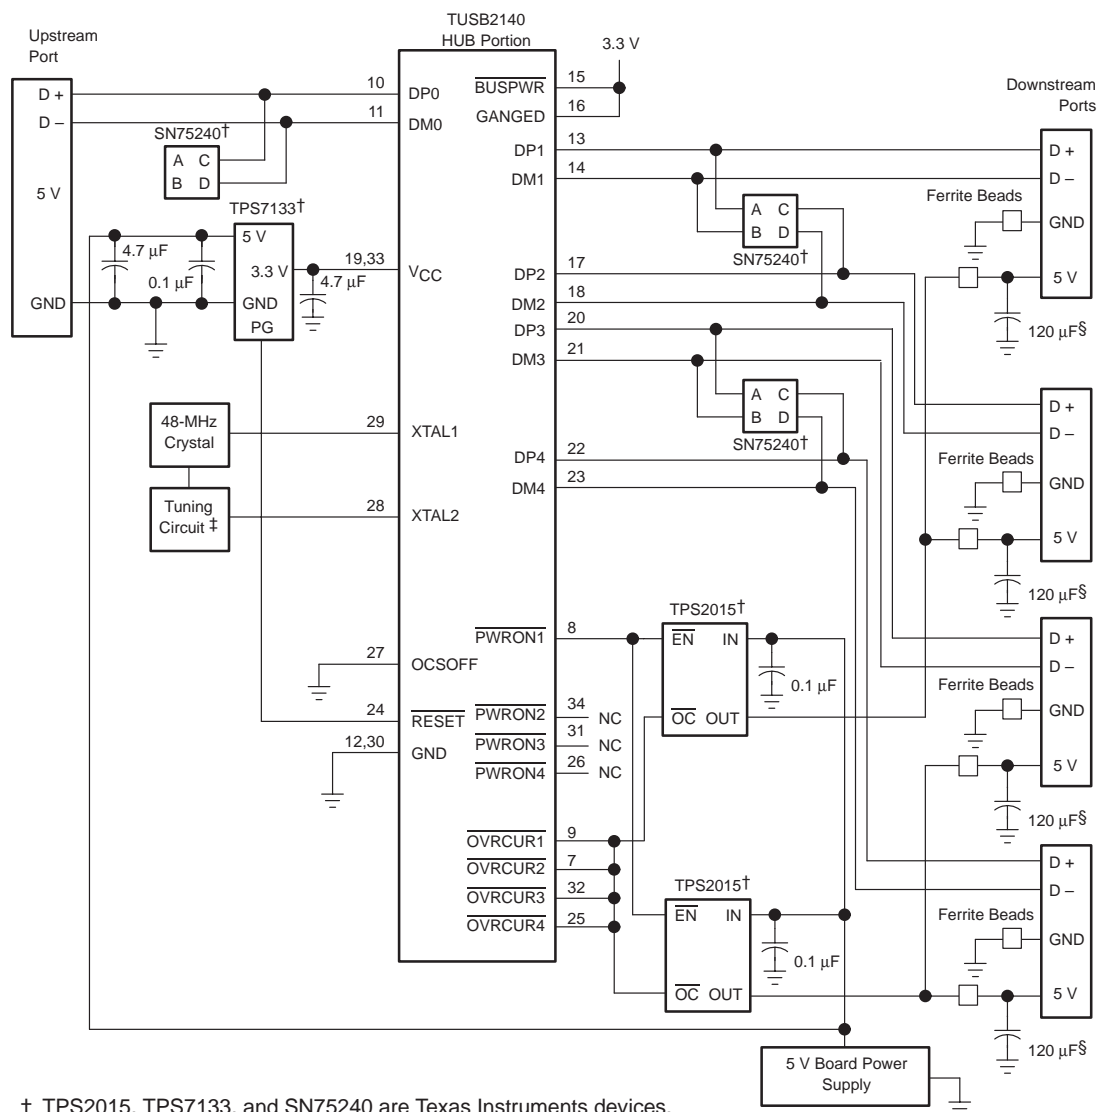 TUSB2140
HUB Portion
Upstream
Port
D +
D –
5 V
GND
10
11
DP0
DM0
SN75240†
A C
B D
TPS7133†
5 V
3.3 V
GND
PG
4.7 μF
0.1 μF
4.7 μF
19,33
VCC
48-MHz
Crystal
29
XTAL1
Tuning
Circuit ‡
28
XTAL2
27
OCSOFF
24
RESET
12,30
GND
3.3 V
BUSPWR
15
GANGED
16
DP1
13
DM1
14
SN75240†
A C
B D
DP2
17
DM2
18
DP3
20
DM3
21
SN75240†
A C
B D
DP4
22
DM4
23
PWRON1
8
PWRON2
34
NC
PWRON3
31
NC
PWRON4
26
NC
OVRCUR1
9
OVRCUR2
7
OVRCUR3
32
OVRCUR4
25
TPS2015†
EN IN
OC OUT
0.1 μF
TPS2015†
EN IN
OC OUT
0.1 μF
5 V Board Power
Supply
Downstream
Ports
D +
D –
Ferrite Beads
GND
5 V
120 μF§
D +
D –
Ferrite Beads
GND
5 V
120 μF§
D +
D –
Ferrite Beads
GND
5 V
120 μF§
D +
D –
Ferrite Beads
GND
5 V
120 μF§
† TPS2015, TPS7133, and SN75240 are Texas Instruments devices.